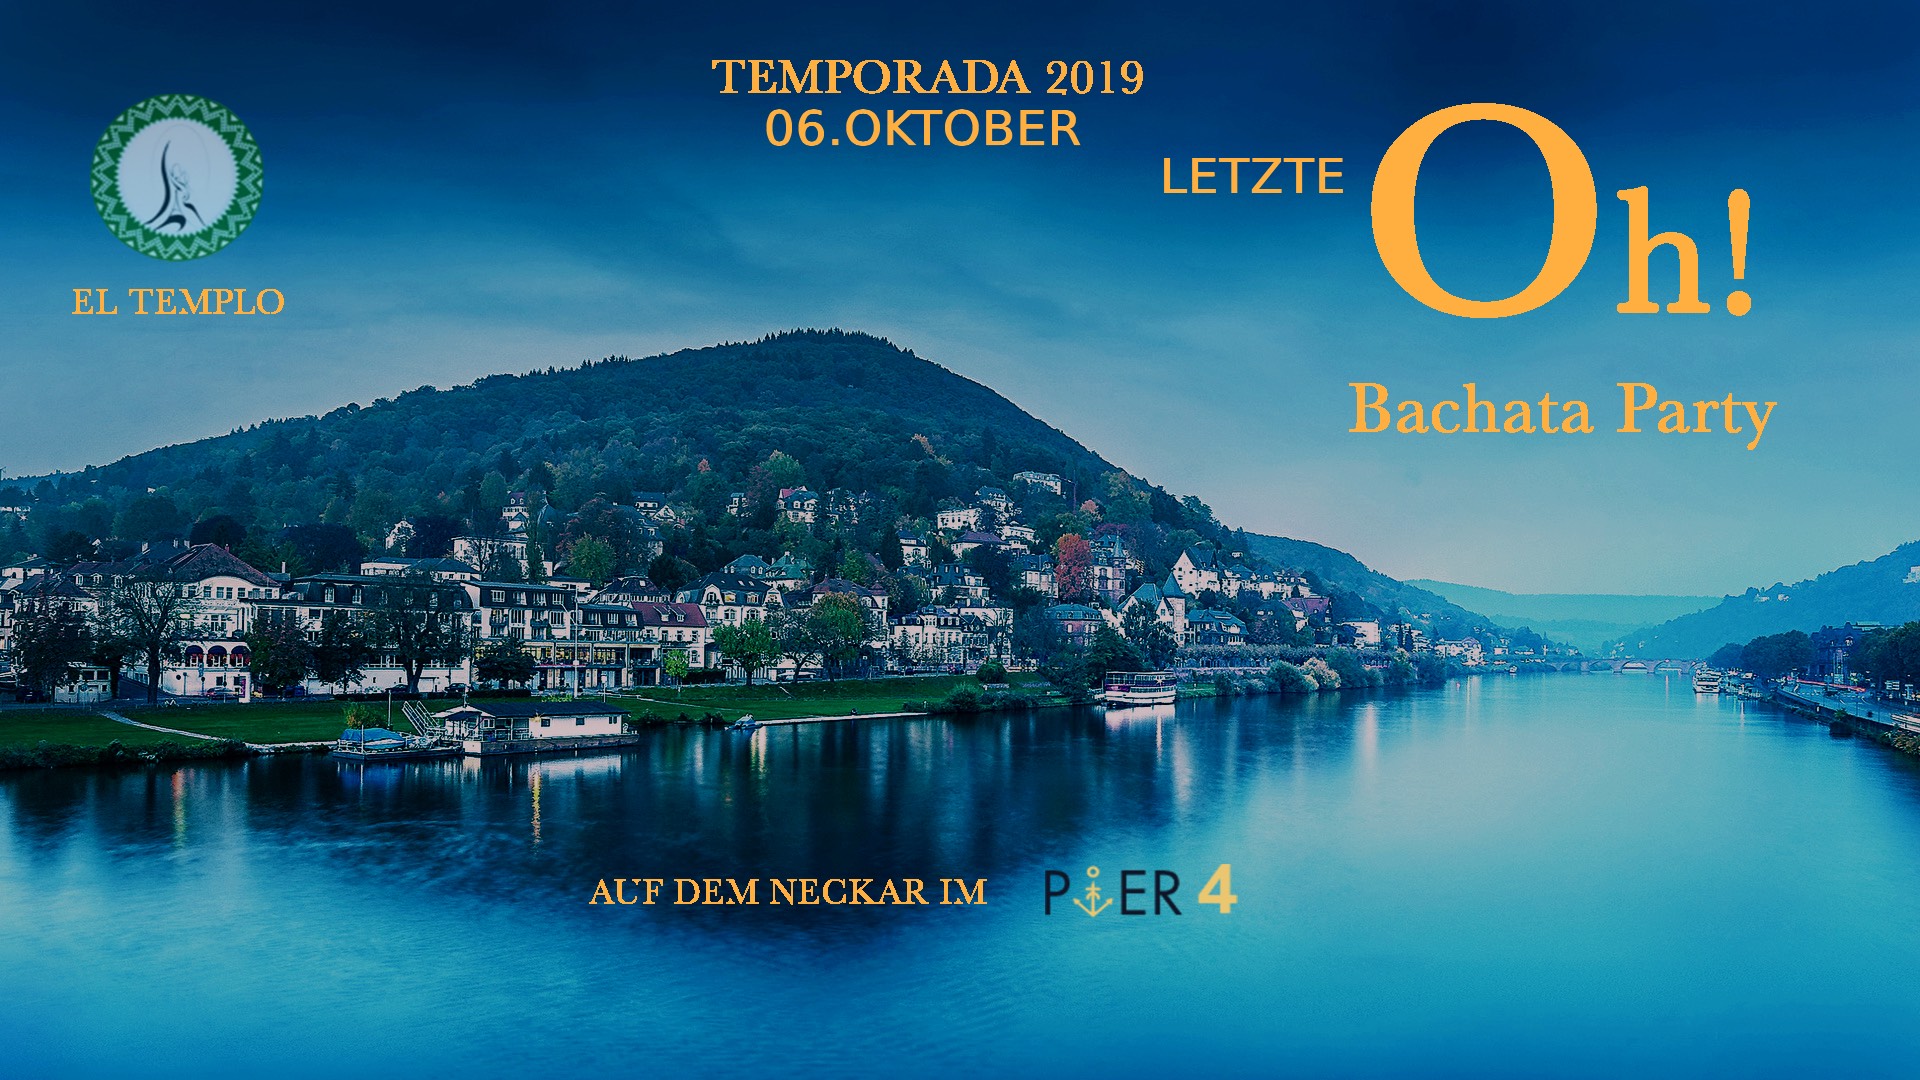 TEMPORADA 2019
06.OKTOBER
LETZTE Oh!
Bachata Party
EL TEMPLO
AUF DEM NECKAR IM PIER 4